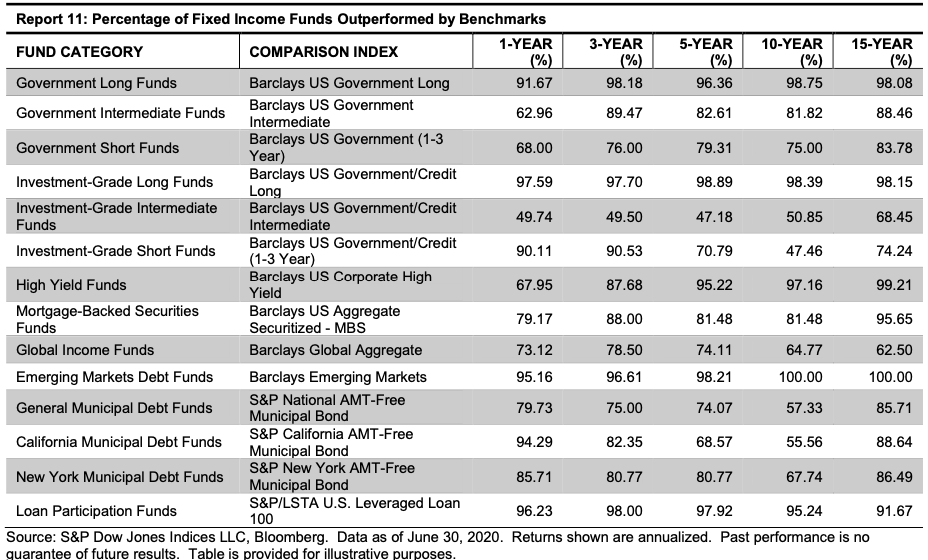 Report 11: Percentage of Fixed Income Funds Outperformed by Benchmarks
FUND CATEGORY COMPARISON INDEX 1-YEAR (%) 3-YEAR (%) 5-YEAR (%) 10-YEAR (%) 15-YEAR (%)
Government Long Funds Barclays US Government Long 91.67 98.18 96.36 98.75 98.08
Government Intermediate Funds Barclays US Government Intermediate 62.96 89.47 82.61 81.82 88.46
Government Short Funds Barclays US Government (1-3 Year) 68.00 76.00 79.31 75.00 83.78
Investment-Grade Long Funds Barclays US Government/Credit Long 97.59 97.70 98.89 98.39 98.15
Investment-Grade Intermediate Funds Barclays US Government/Credit Intermediate 49.74 49.50 47.18 50.85 68.45
Investment-Grade Short Funds Barclays US Government/Credit (1-3 Year) 90.11 90.53 70.79 47.46 74.24
High Yield Funds Barclays US Corporate High Yield 67.95 87.68 95.22 97.16 99.21
Mortgage-Backed Securities Funds Barclays US Aggregate Securitized - MBS 79.17 88.00 81.48 81.48 95.65
Global Income Funds Barclays Global Aggregate 73.12 78.50 74.11 64.77 62.50
Emerging Markets Debt Funds Barclays Emerging Markets 95.16 96.61 98.21 100.00 100.00
General Municipal Debt Funds S&P National AMT-Free Municipal Bond 79.73 75.00 74.07 57.33 85.71
California Municipal Debt Funds S&P California AMT-Free Municipal Bond 94.29 82.35 68.57 55.56 88.64
New York Municipal Debt Funds S&P New York AMT-Free Municipal Bond 85.71 80.77 80.77 67.74 86.49
Loan Participation Funds S&P/LSTA U.S. Leveraged Loan 100 96.23 98.00 97.92 95.24 91.67
Source: S&P Dow Jones Indices LLC, Bloomberg. Data as of June 30, 2020. Returns shown are annualized. Past performance is no
guarantee of future results. Table is provided for illustrative purposes.